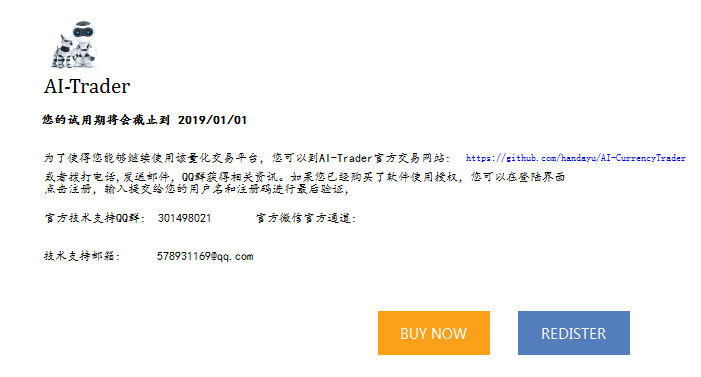 AI-Trader
您的试用期将会截止到 2019/01/01
为了使得您能够继续使用该量化交易平台，您可以到AI-Trader官方交易网站： https://github.com/handayu/AI-CurrencyTrader
或者拨打电话,发送邮件，QQ群获得相关资讯。如果您已经购买了软件使用授权，您可以在登陆界面
点击注册，输入提交给您的用户名和注册码进行最后验证，
官方技术支持QQ群： 301498021 官方微信官方通道：
技术支持邮箱： 578931169@qq.com
BUY NOW REDISTER